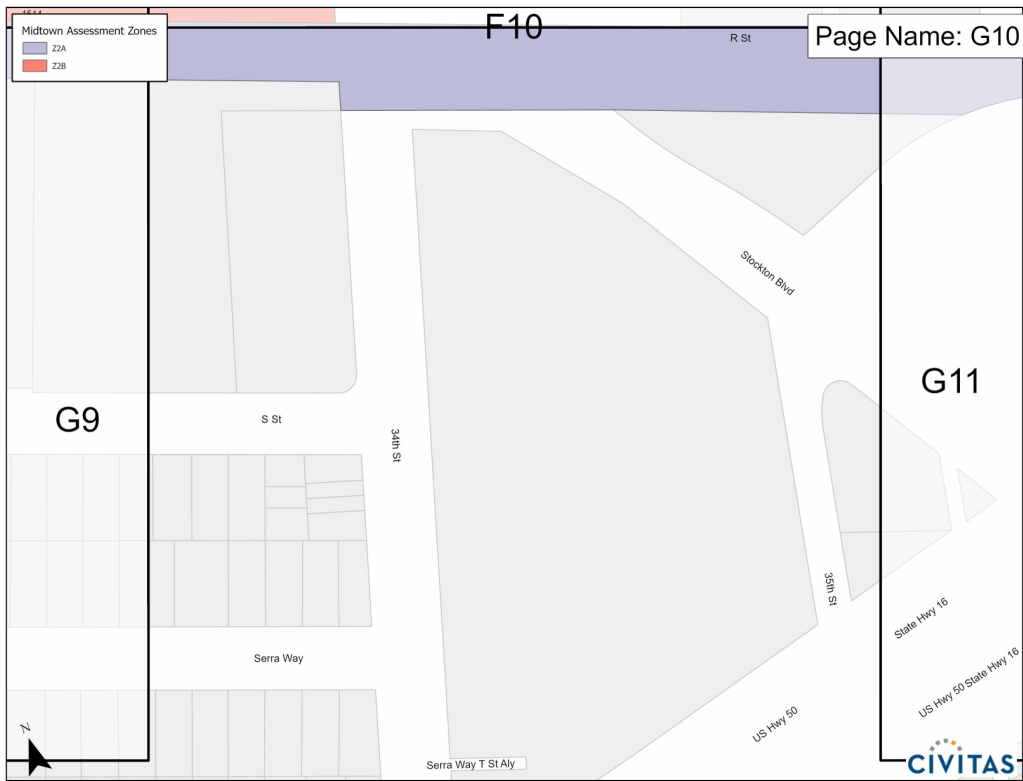 Midtown Assessment Zones
Z2A
Z2B
F10
R St
Page Name: G10
Stockton Blvd
G11
G9
S St
34th St
35th St
State Hwy 16
Serra Way
US Hwy 50 State Hwy 16
US Hwy 50
N
Serra Way T St Aly
CIVITAS